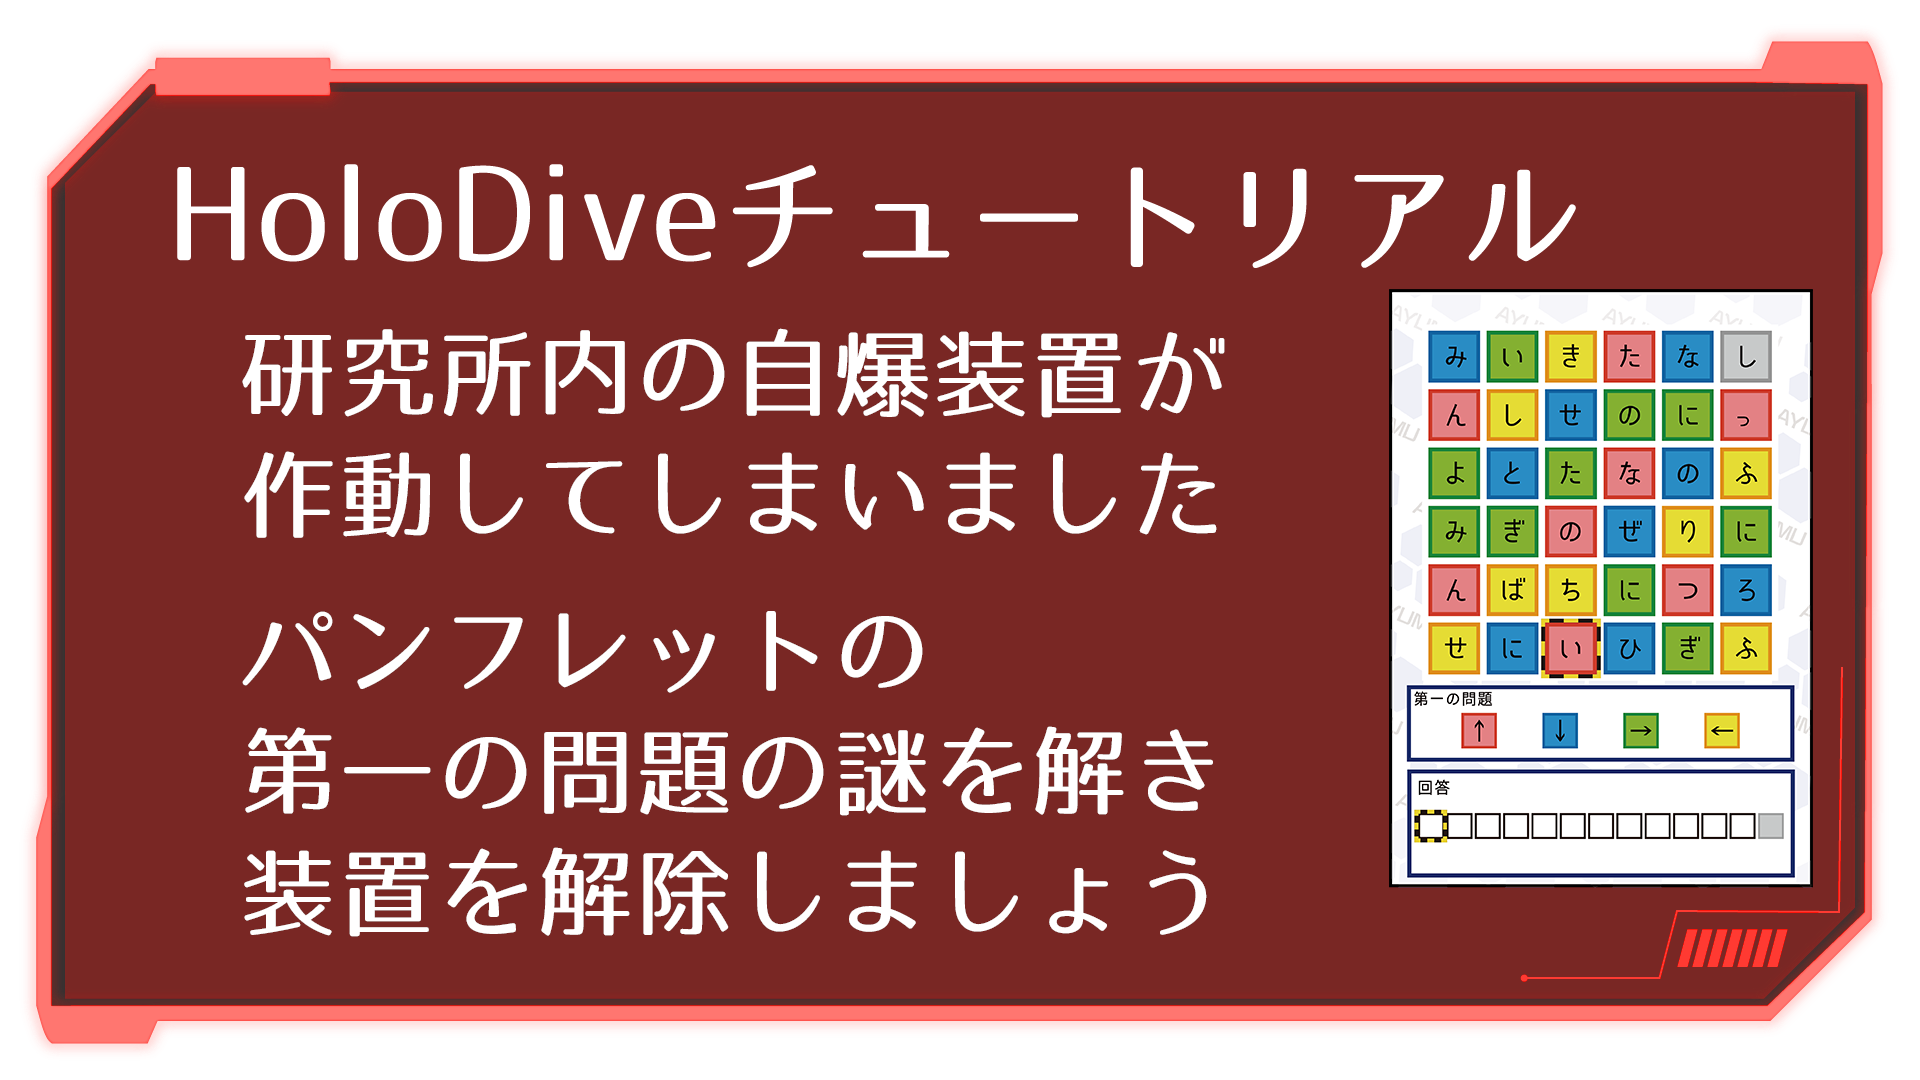 HoloDiveチュートリアル
研究所内の自爆装置が
作動してしまいました
パンフレットの
第一の問題の謎を解き
装置を解除しましょう
み い き た な し
ん し せ の に っ
よ と た な の ふ
み ぎ の ぜ り に
ん ば ち に つ ろ
せ に い ひ ぎ ふ
第一の問題
↑ ↓ → ←
回答